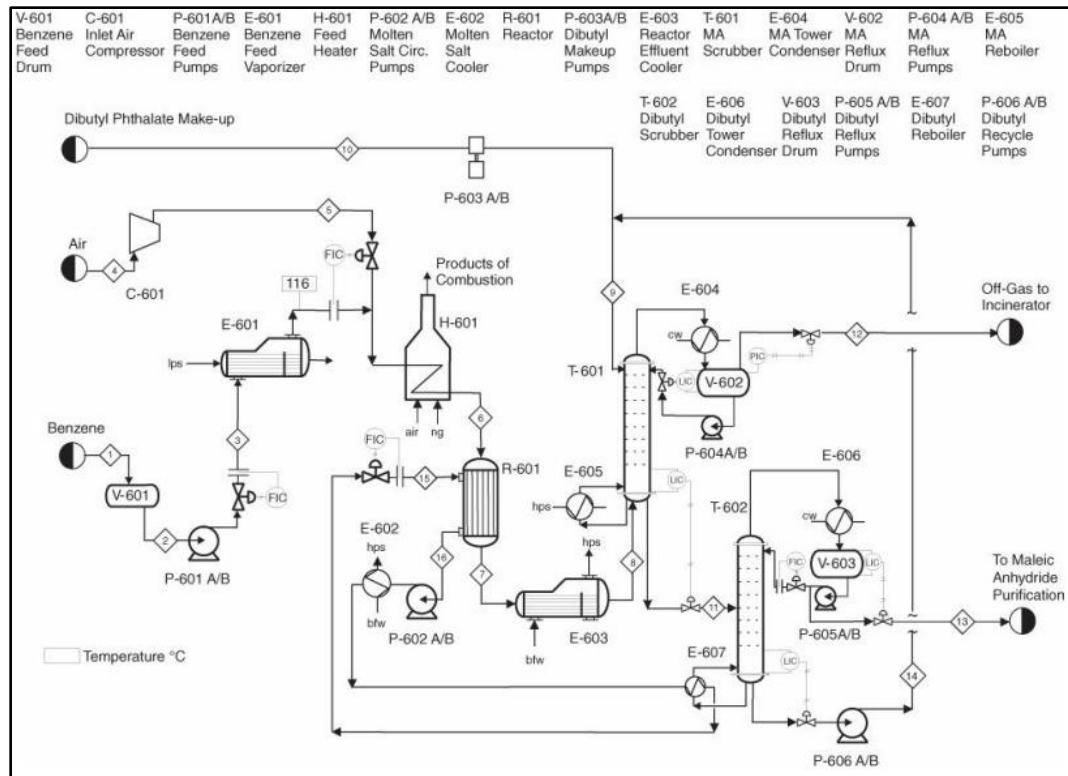 V-601 C-601 P-601A/B E-601 H-601 P-602 A/B E-602 R-601 P-603A/B E-603 T-601 E-604 V-602 P-604 A/B E-605
Benzene Inlet Air Benzene Benzene Feed Molten Molten Reactor Dibutyl Reactor MA MA Tower MA MA MA
Feed Compressor Feed Feed Heater Salt Circ. Salt Makeup Effluent Scrubber Condenser Reflux Reflux Reboiler
Drum Pumps Vaporizer Pumps Cooler Pumps Cooler Drum Pumps
T-602 E-606 V-603 P-605 A/B E-607 P-606 A/B
Dibutyl Dibutyl Dibutyl Dibutyl Dibutyl Dibutyl
Scrubber Tower Reflux Reflux Reboiler Recycle
Condenser Drum Pumps Pumps
Dibutyl Phthalate Make-up
10
P-603 A/B
5
Air
4
C-601
FIC
116
Products of
Combustion
H-601
E-601
lps
air
ng
6
3
Benzene
1
V-601
2
P-601 A/B
FIC
FIC
15
R-601
E-602
hps
16
bfw
P-602 A/B
7
hps
8
E-603
bfw
9
E-604
cw
T-601
LIC
V-602
PIC
12
Off-Gas to
Incinerator
P-604A/B
E-605
hps
LIC
E-606
T-602
cw
FIC
V-603
LIC
P-605A/B
11
13
To Maleic
Anhydride
Purification
E-607
LIC
14
P-606 A/B
Temperature °C